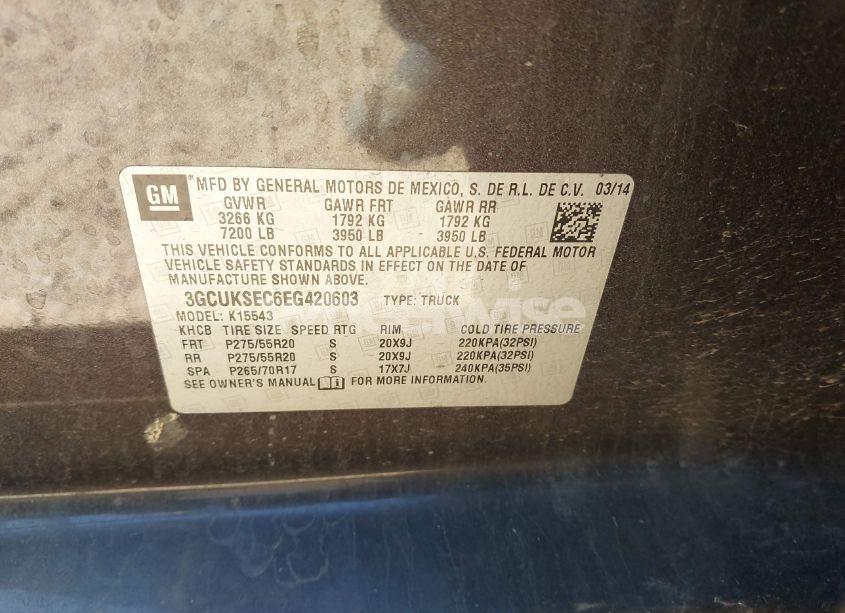 GM MFD BY GENERAL MOTORS DE MEXICO, S. DE R.L. DE C.V. 03/14
GVWR GAWR FRT GAWR RR
3266 KG 1792 KG 1792 KG
7200 LB 3950 LB 3950 LB
THIS VEHICLE CONFORMS TO ALL APPLICABLE U.S. FEDERAL MOTOR
VEHICLE SAFETY STANDARDS IN EFFECT ON THE DATE OF
MANUFACTURE SHOWN ABOVE.
3GCUKSEC6EG420603 TYPE: TRUCK
MODEL: K15543
KHCB TIRE SIZE SPEED RTG RIM COLD TIRE PRESSURE
FRT P275/55R20 S 20X9J 220KPA(32PSI)
RR P275/55R20 S 20X9J 220KPA(32PSI)
SPA P265/70R17 S 17X7J 240KPA(35PSI)
SEE OWNER'S MANUAL FOR MORE INFORMATION.